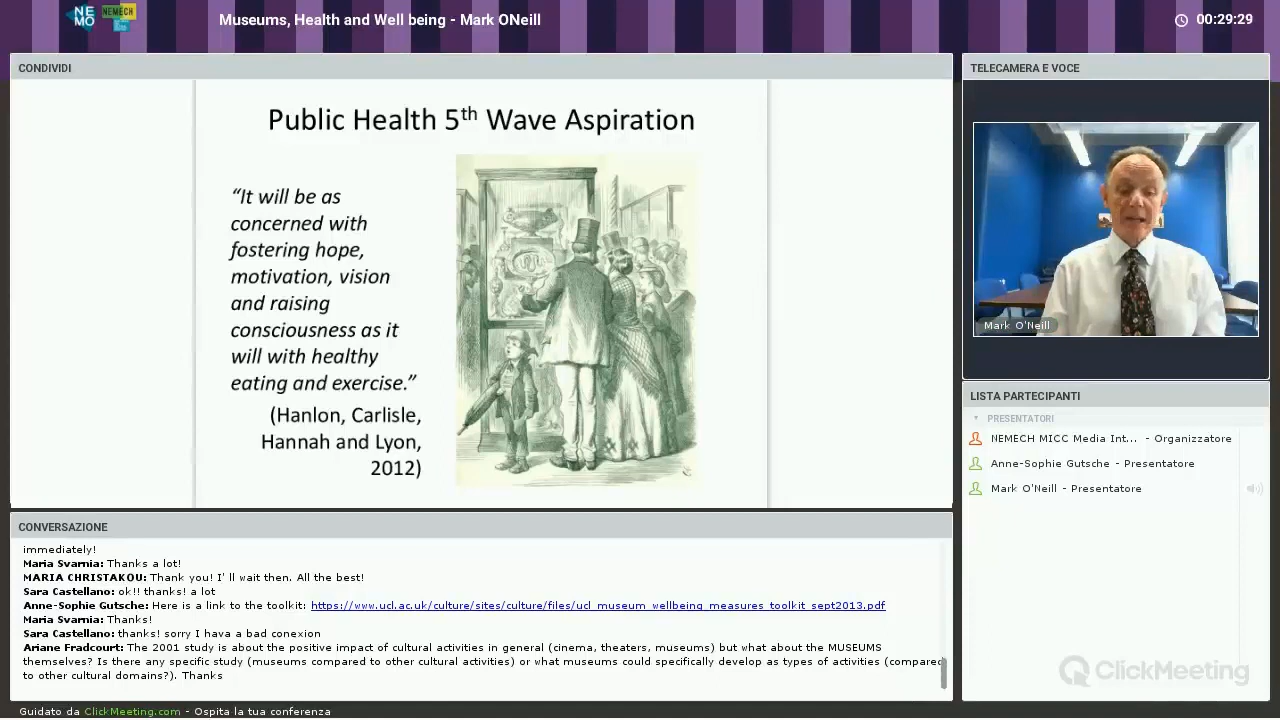 NE
MO
NEMECH
Museums, Health and Well being - Mark ONeill
00:29:29
CONDIVIDI
Public Health 5th Wave Aspiration
“It will be as
concerned with
fostering hope,
motivation, vision
and raising
consciousness as it
will with healthy
eating and exercise.”
(Hanlon, Carlisle,
Hannah and Lyon,
2012)
TELECAMERA E VOCE
Mark O'Neill
LISTA PARTECIPANTI
PRESENTATORI
NEMECH MICC Media Int... - Organizzatore
Anne-Sophie Gutsche - Presentatore
Mark O'Neill - Presentatore
CONVERSAZIONE
immediately!
Maria Svarnia: Thanks a lot!
MARIA CHRISTAKOU: Thank you! I' ll wait then. All the best!
Sara Castellano: ok!! thanks! a lot
Anne-Sophie Gutsche: Here is a link to the toolkit: https://www.ucl.ac.uk/culture/sites/culture/files/ucl_museum_wellbeing_measures_toolkit_sept2013.pdf
Maria Svarnia: Thanks!
Sara Castellano: thanks! sorry I hava a bad conexion
Ariane Fradcourt: The 2001 study is about the positive impact of cultural activities in general (cinema, theaters, museums) but what about the MUSEUMS
themselves? Is there any specific study (museums compared to other cultural activities) or what museums could specifically develop as types of activities (compared
to other cultural domains?). Thanks
ClickMeeting
Guidato da ClickMeeting.com - Ospita la tua conferenza